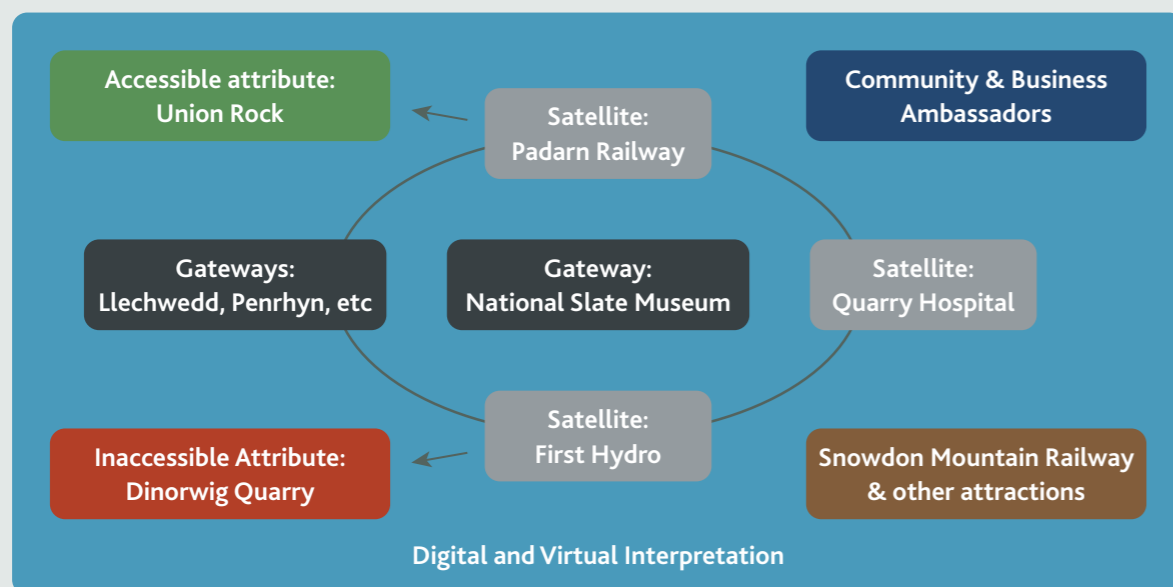 Accessible attribute:
Union Rock
Satellite:
Padarn Railway
Community & Business
Ambassadors
Gateways:
Llechwedd, Penrhyn, etc
Gateway:
National Slate Museum
Satellite:
Quarry Hospital
Inaccessible Attribute:
Dinorwig Quarry
Satellite:
First Hydro
Snowdon Mountain Railway
& other attractions
Digital and Virtual Interpretation